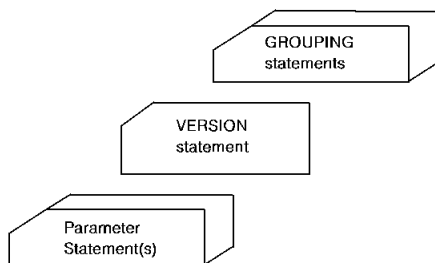 GROUPING
statements
VERSION
statement
Parameter
Statement(s)